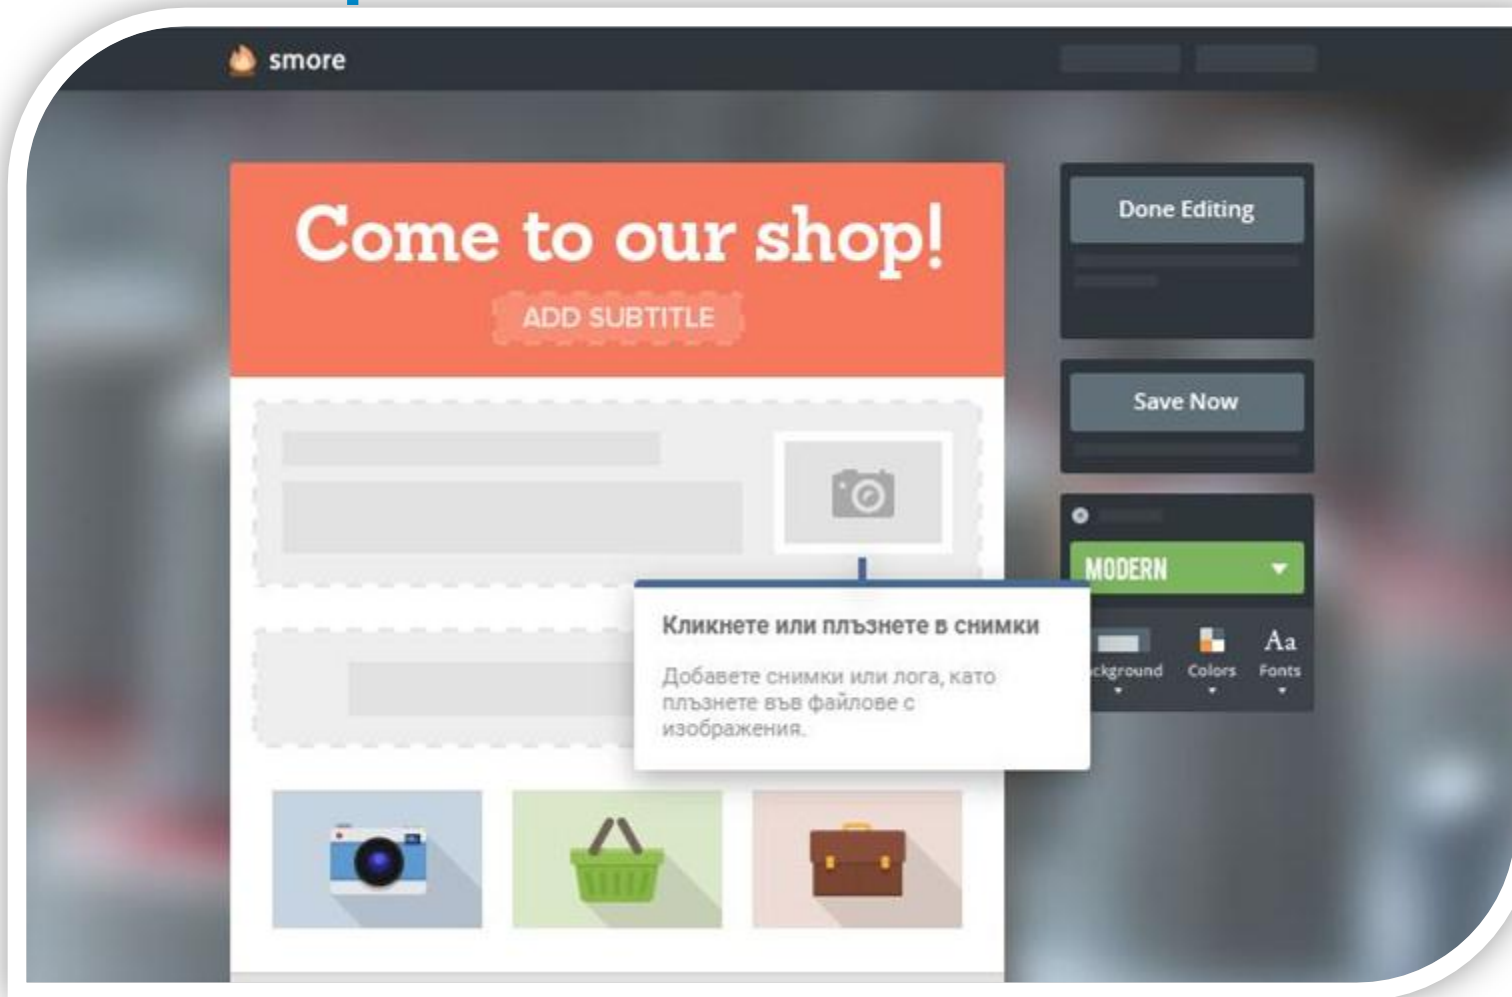 smore
Come to our shop!
ADD SUBTITLE
Done Editing
Save Now
MODERN
Кликнете или плъзнете в снимки
Добавете снимки или лога, като
плъзнете във файлове с
изображения.
ckground Colors Fonts
Aa